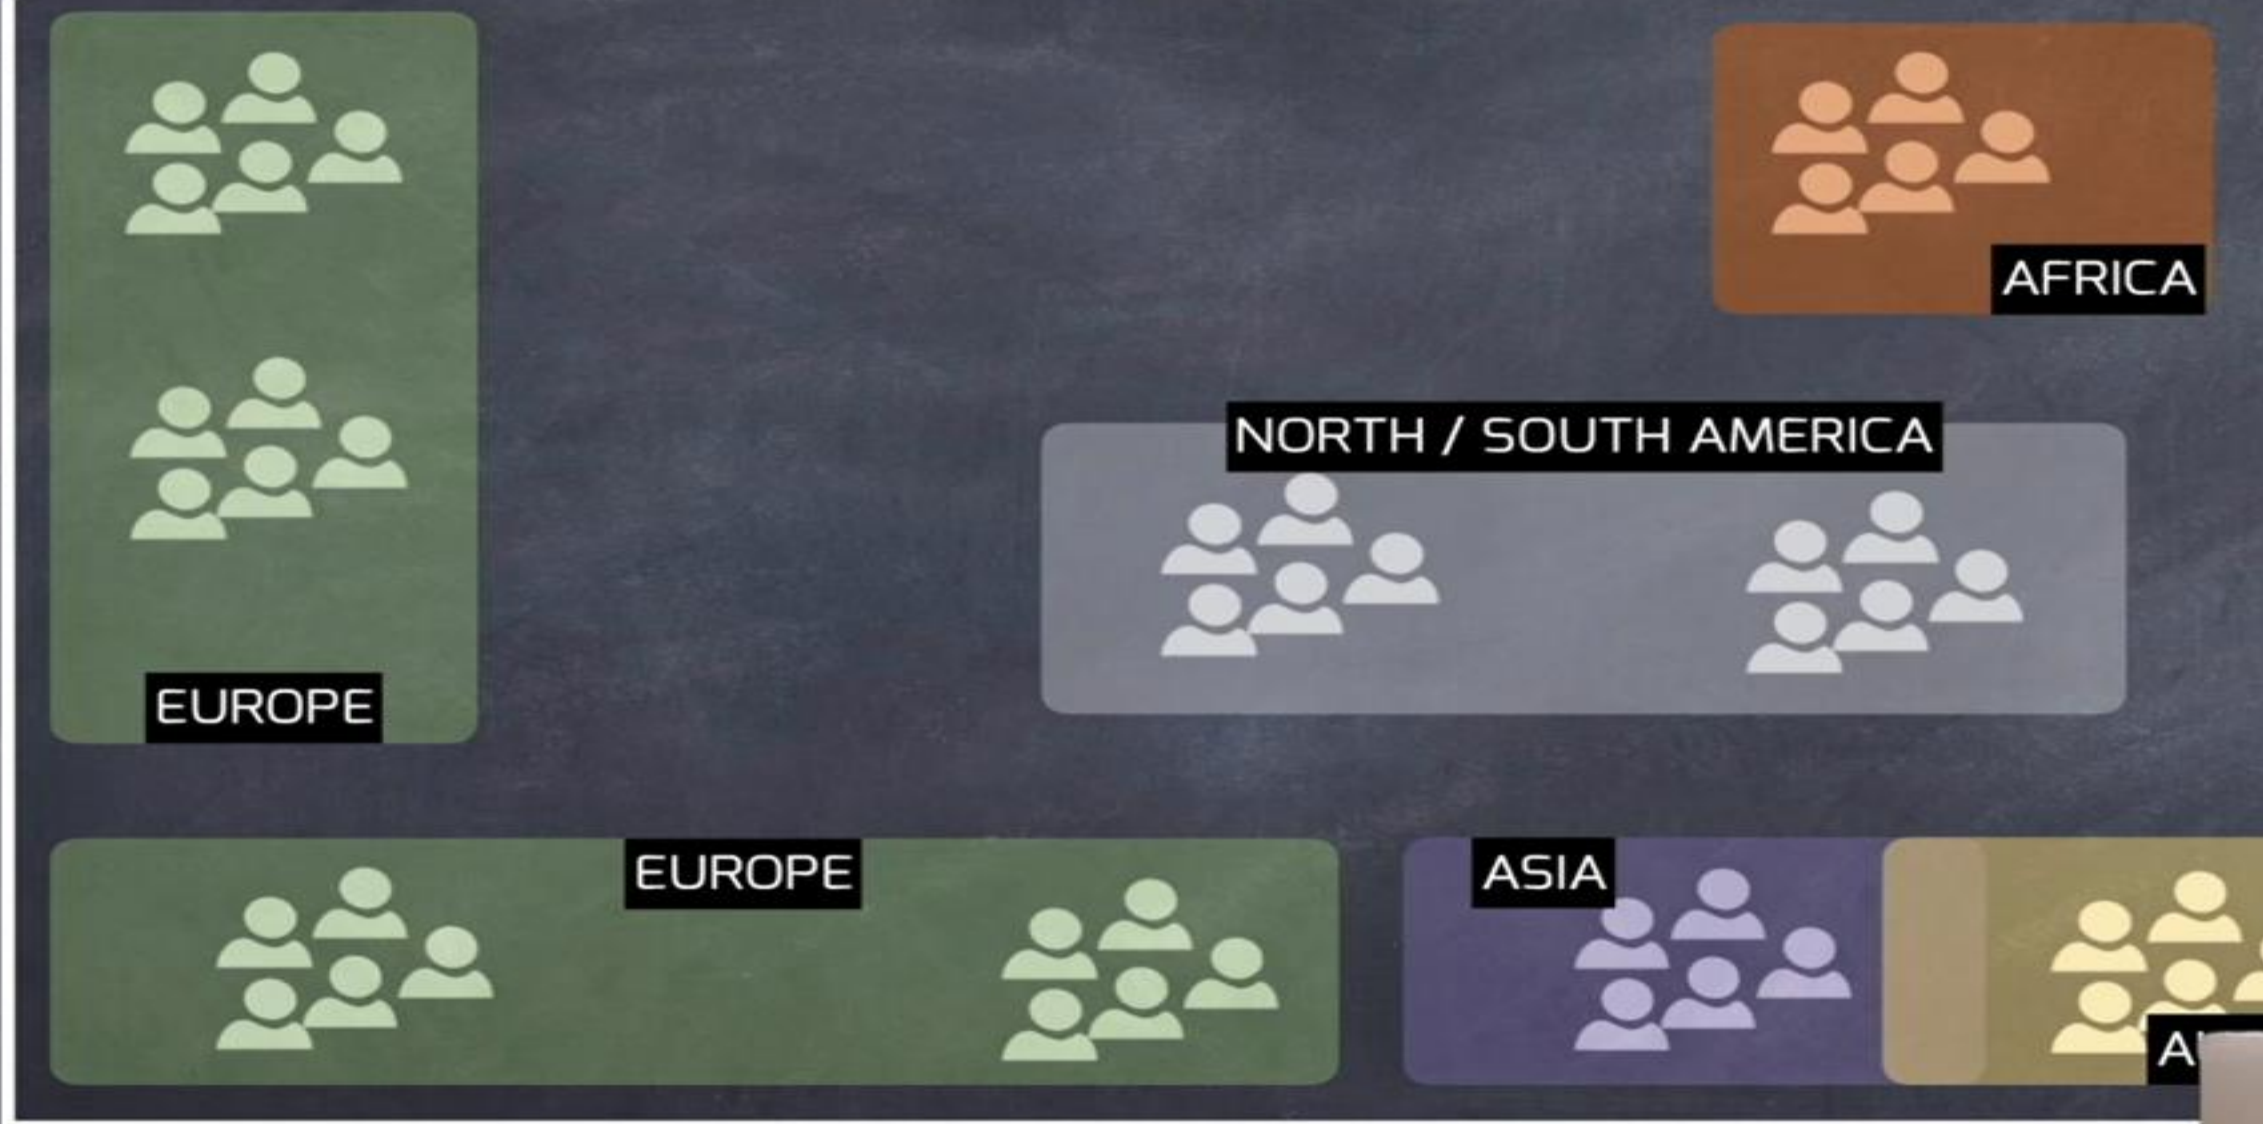 AFRICA
NORTH / SOUTH AMERICA
EUROPE
EUROPE
ASIA